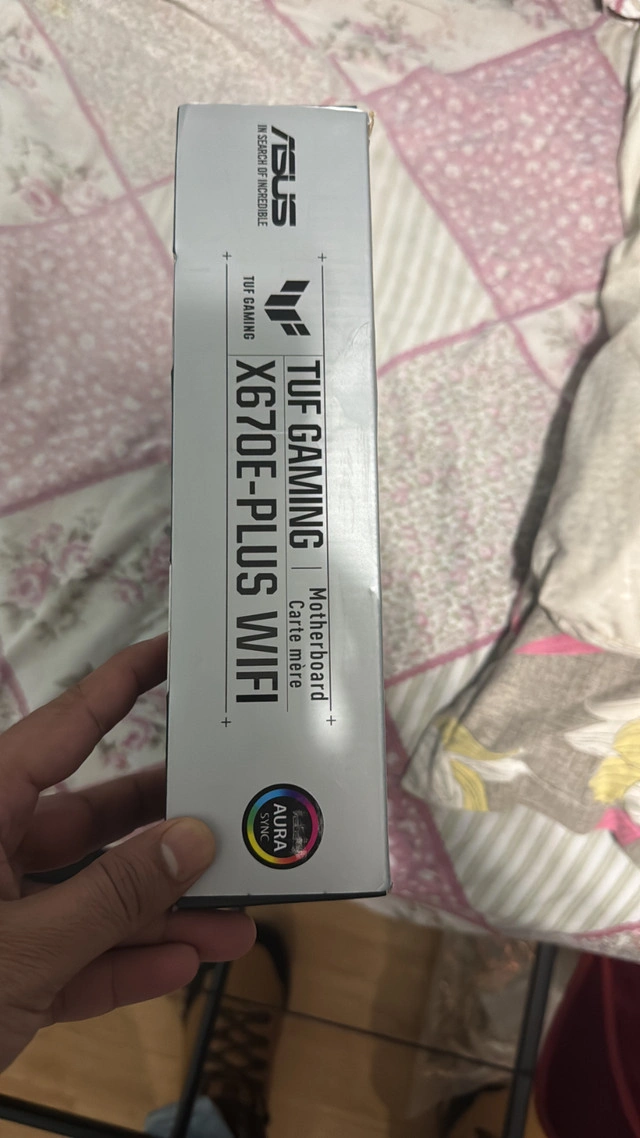 ASUS
IN SEARCH OF INCREDIBLE
TUF GAMING
TUF GAMING
X670E-PLUS WIFI
Motherboard
Carte mère
AURA
SYNC